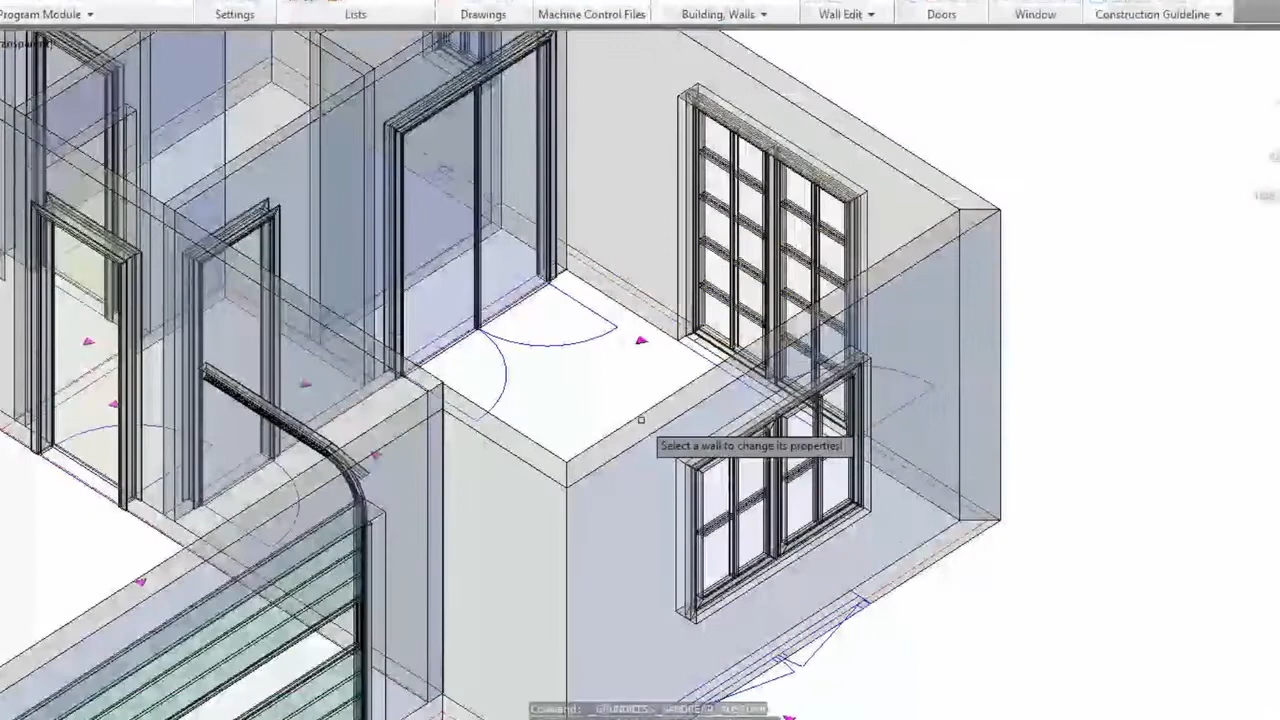 Program Module
Settings
Lists
Drawings
Machine Control Files
Building, Walls
Wall Edit
Doors
Window
Construction Guideline
Select a wall to change its properties!
Command: